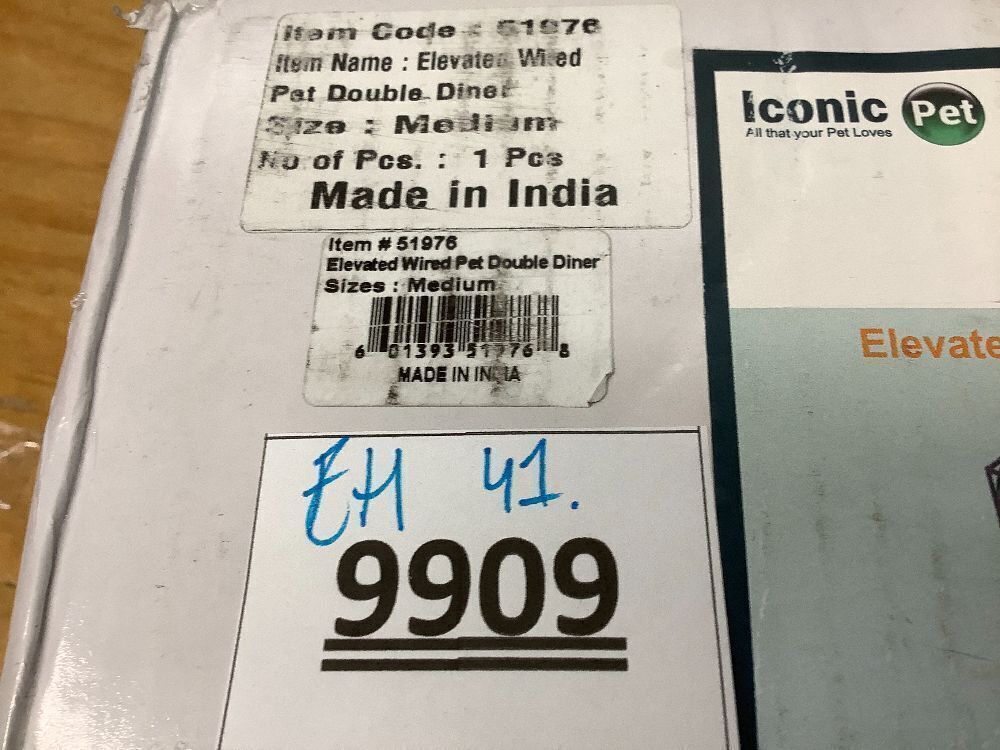 Item Code : 51976
Item Name : Elevated Wired
Pet Double Diner
Size : Medium
No of Pcs. : 1 Pcs
Made in India
Iconic Pet
All that your Pet Loves
Item # 51976
Elevated Wired Pet Double Diner
Sizes : Medium
6 01393 51976 8
MADE IN INDIA
Elevate
EH 41.
9909